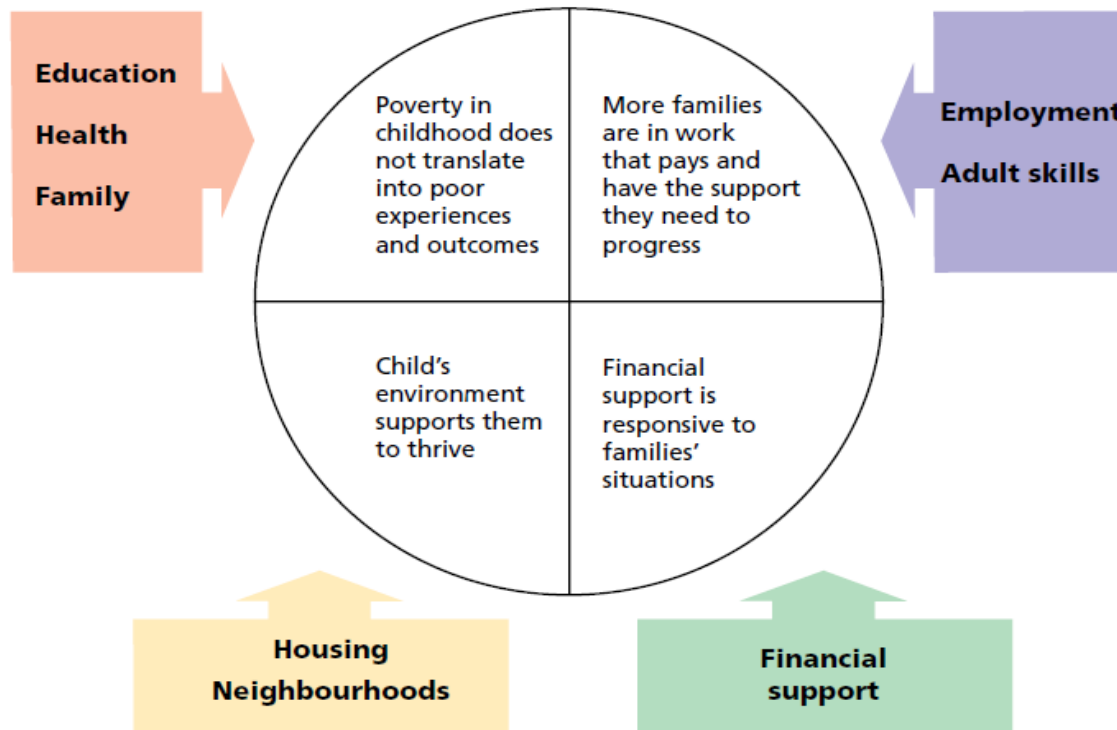 Education
Health
Family
Poverty in
childhood does
not translate
into poor
experiences
and outcomes
More families
are in work
that pays and
have the support
they need to
progress
Employment
Adult skills
Child’s
environment
supports them
to thrive
Financial
support is
responsive to
families’
situations
Housing
Neighbourhoods
Financial
support